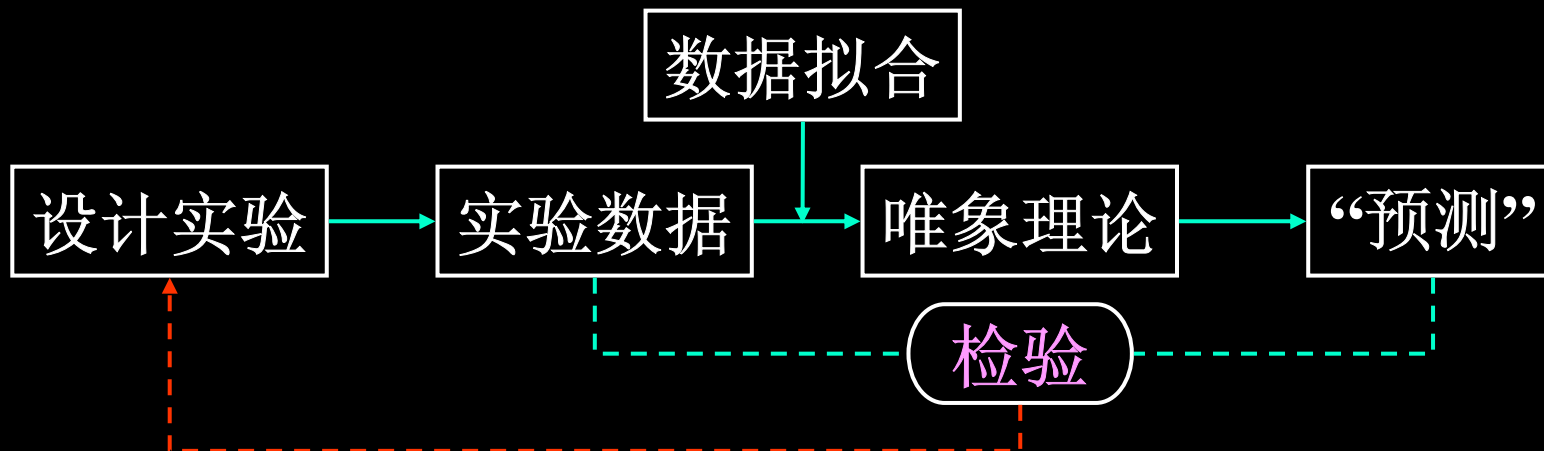 数据拟合
设计实验
实验数据
唯象理论
“预测”
检验